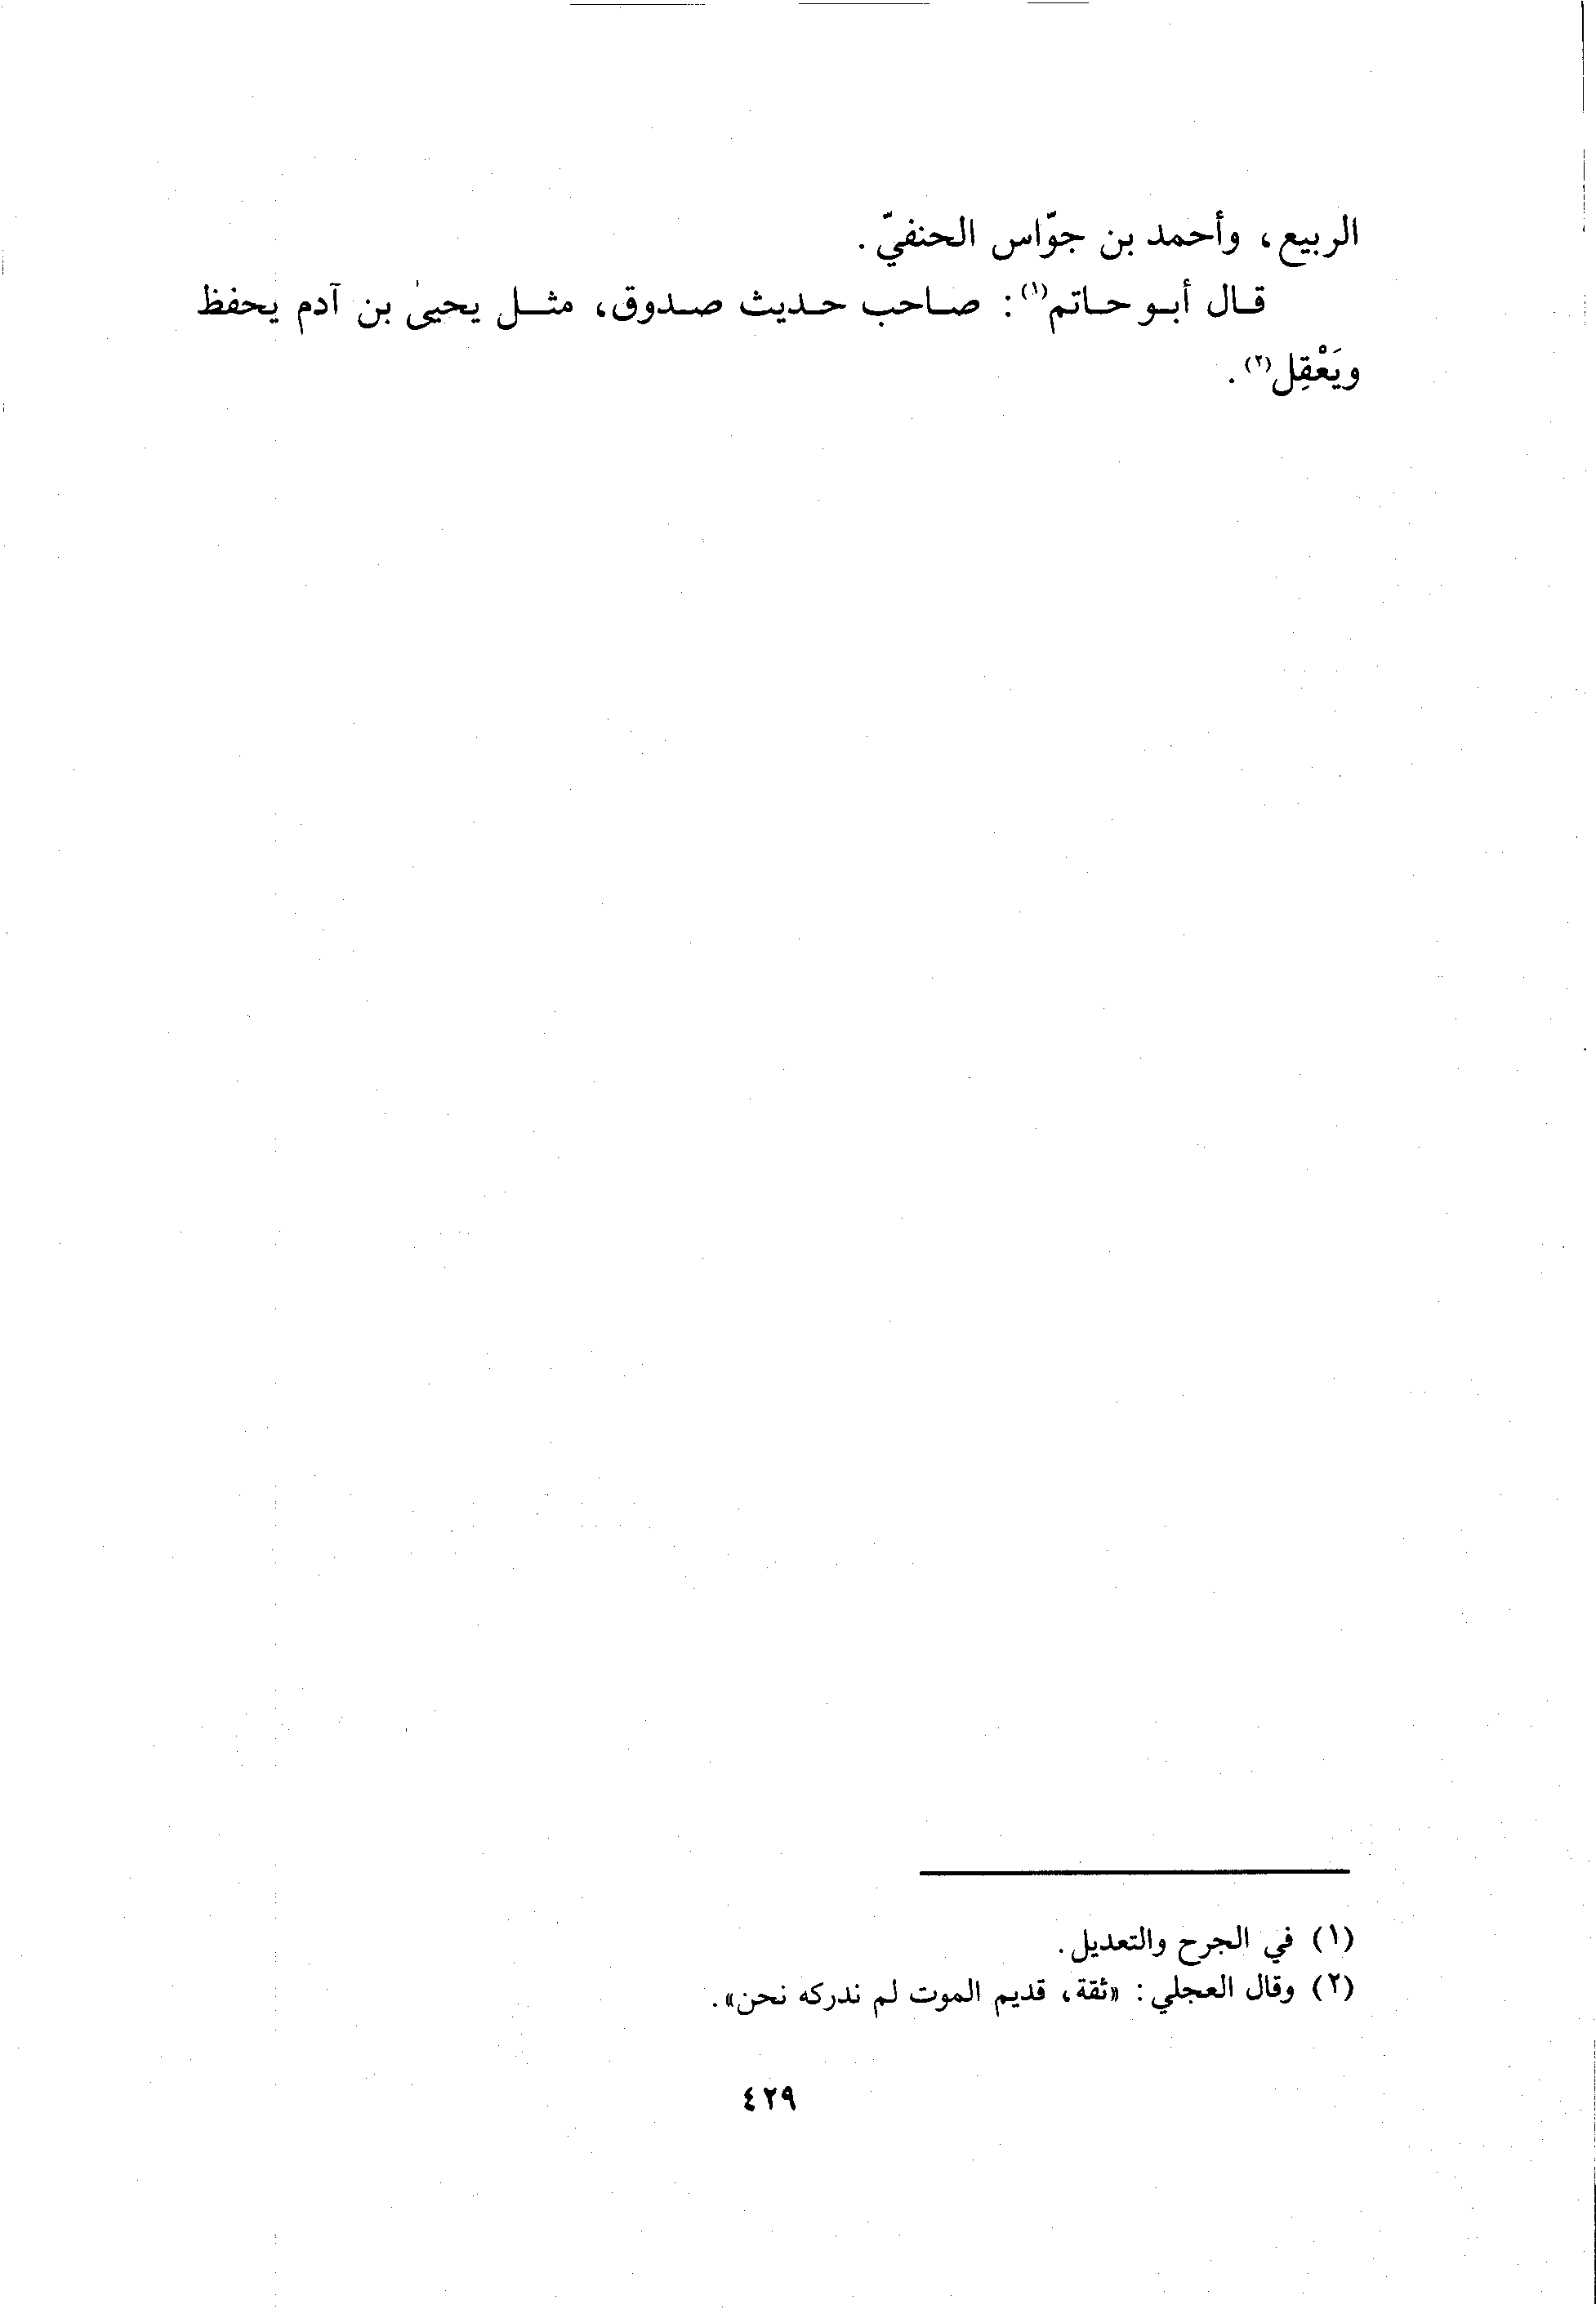 الربيع، وأحمد بن جوّاس الحنفيّ.
قال أبو حاتم(١): صاحب حديث صدوق، مثل يحيىٰ بن آدم يحفظ
ويَعْقِل(٢).
(١) في الجرح والتعديل.
(٢) وقال العجلي: «ثقة، قديم الموت لم ندركه نحن».
٤٢٩